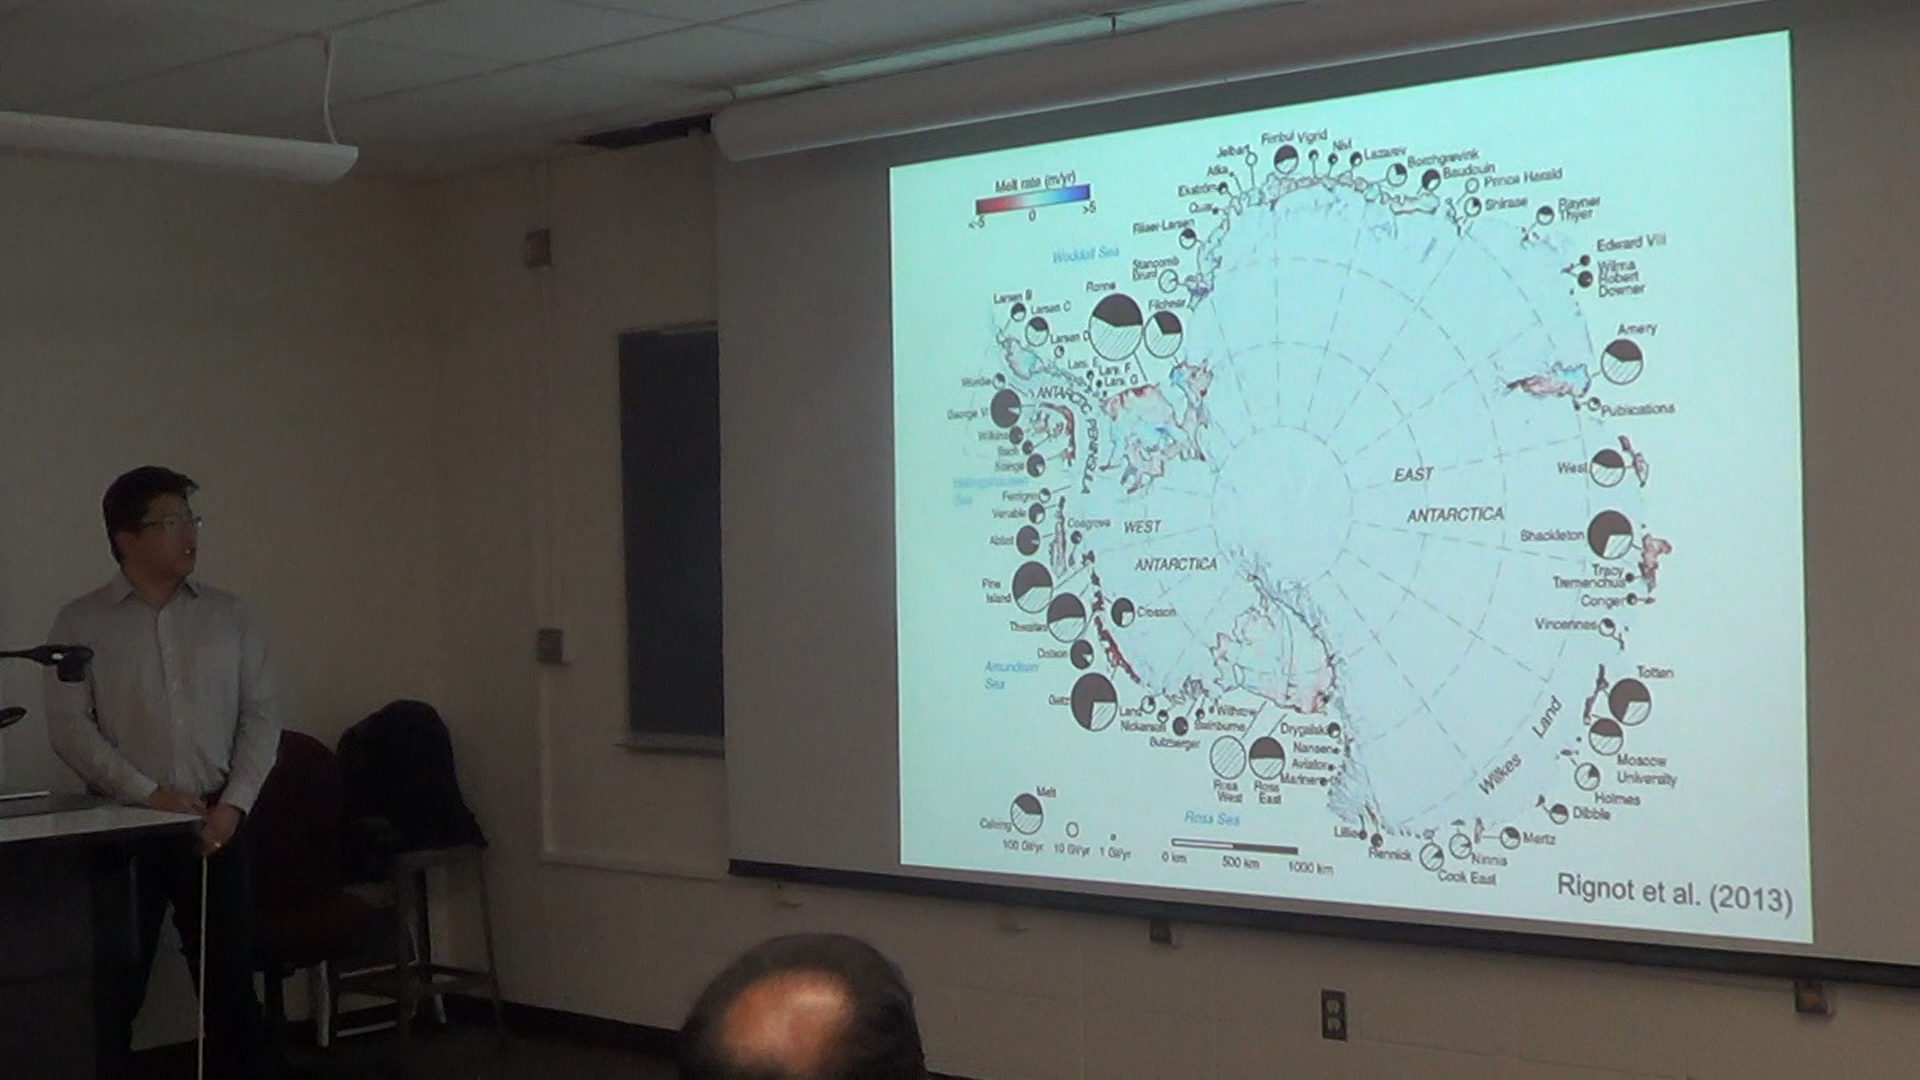 Melt rate (m/yr)
<-5 0 >5
Weddell Sea
Jelbart
Fimbul
Vigrid
Nivl
Lazarev
Borchgrevink
Baudouin
Prince Harald
Shirase
Rayner
Thyer
Edward VIII
Wilma
Robert
Downer
Atka
Ekström
Quar
Riiser-Larsen
Stancomb
Brunt
Ronne
Filchner
Larsen B
Larsen C
Larsen D
Lars. E
Lars. F
Lars. G
Wordie
George VI
Wilkins
Bach
Stange
ANTARCTIC PENINSULA
Bellingshausen
Sea
Ferrigno
Venable
Abbot
Cosgrove
Pine
Island
Thwaites
Crosson
Dotson
Getz
Amundsen
Sea
WEST
ANTARCTICA
EAST
ANTARCTICA
Amery
Publications
West
Shackleton
Tracy
Tremenchus
Conger
Vincennes
Totten
Moscow
University
Holmes
Dibble
Mertz
Ninnis
Cook East
Rennick
Lillie
Wilkes Land
Land
Nickerson
Sulzberger
Swinburne
Withrow
Drygalski
Nansen
Aviator
Mariner
Ross
West
Ross
East
Ross Sea
Melt
Calving
100 Gt/yr 10 Gt/yr 1 Gt/yr
0 km 500 km 1000 km
Rignot et al. (2013)